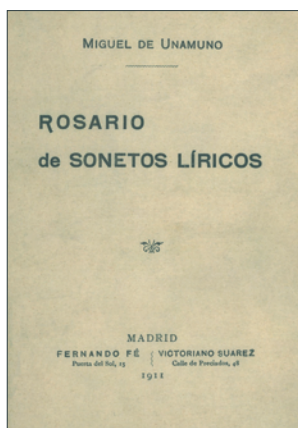 MIGUEL DE UNAMUNO
ROSARIO
de SONETOS LÍRICOS
MADRID
FERNANDO FÉ
Puerta del Sol, 15
VICTORIANO SUAREZ
Calle de Preciados, 48
1911